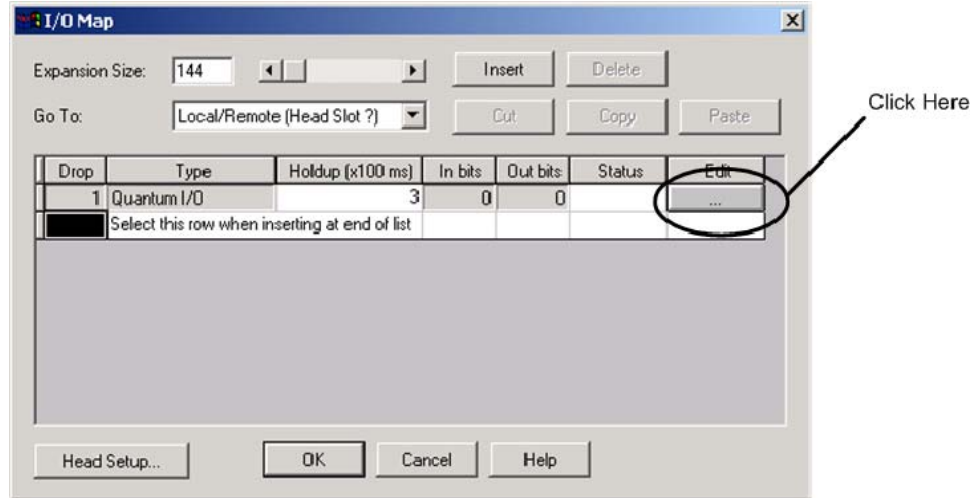 I/O Map
Expansion Size: 144 Insert Delete
Go To: Local/Remote (Head Slot ?) Cut Copy Paste
Click Here
Drop Type Holdup (x100 ms) In bits Out bits Status Edit
1 Quantum I/O 3 0 0 ...
Select this row when inserting at end of list
Head Setup... OK Cancel Help